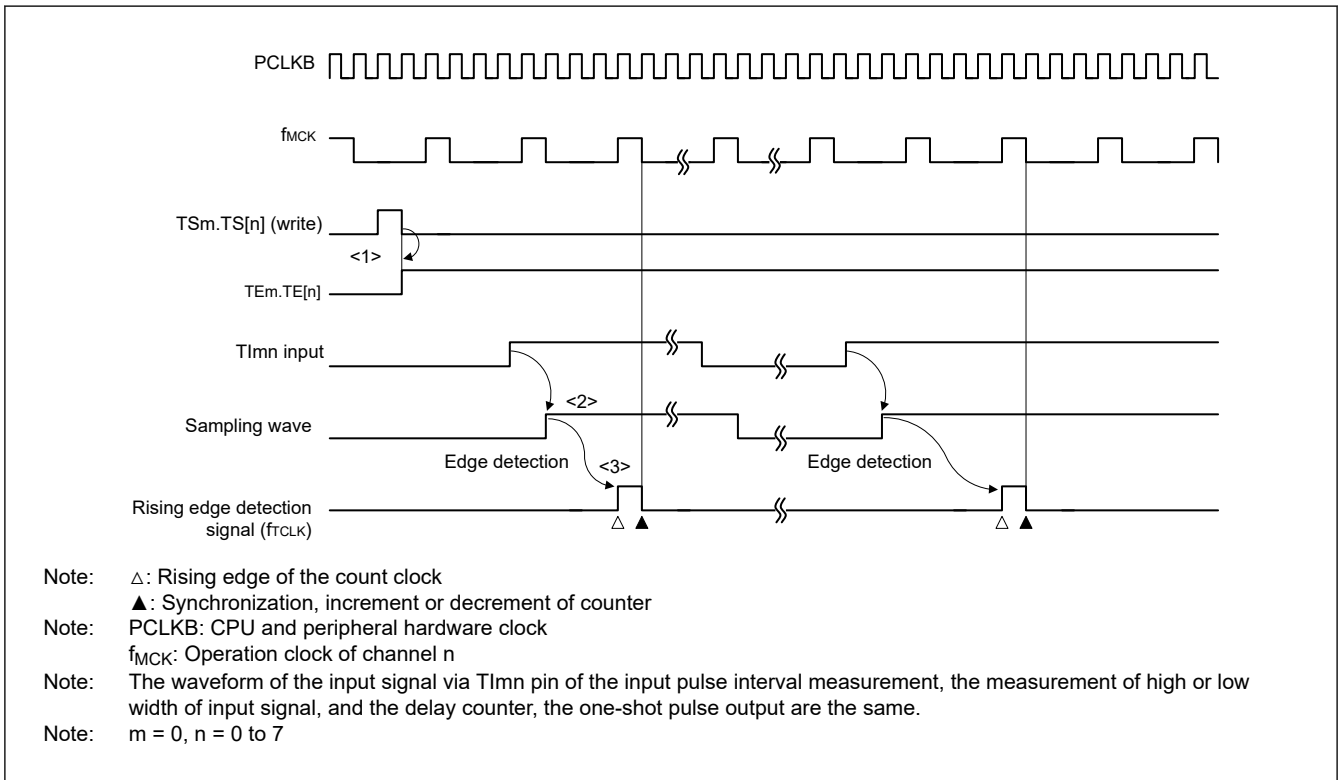 PCLKB
fMCK
TSm.TS[n] (write)
<1>
TEm.TE[n]
TImn input
<2>
Sampling wave
Edge detection
<3>
Edge detection
Rising edge detection
signal (fTCLK)
△ ▲ △ ▲
Note: △: Rising edge of the count clock
▲: Synchronization, increment or decrement of counter
Note: PCLKB: CPU and peripheral hardware clock
fMCK: Operation clock of channel n
Note: The waveform of the input signal via TImn pin of the input pulse interval measurement, the measurement of high or low
width of input signal, and the delay counter, the one-shot pulse output are the same.
Note: m = 0, n = 0 to 7